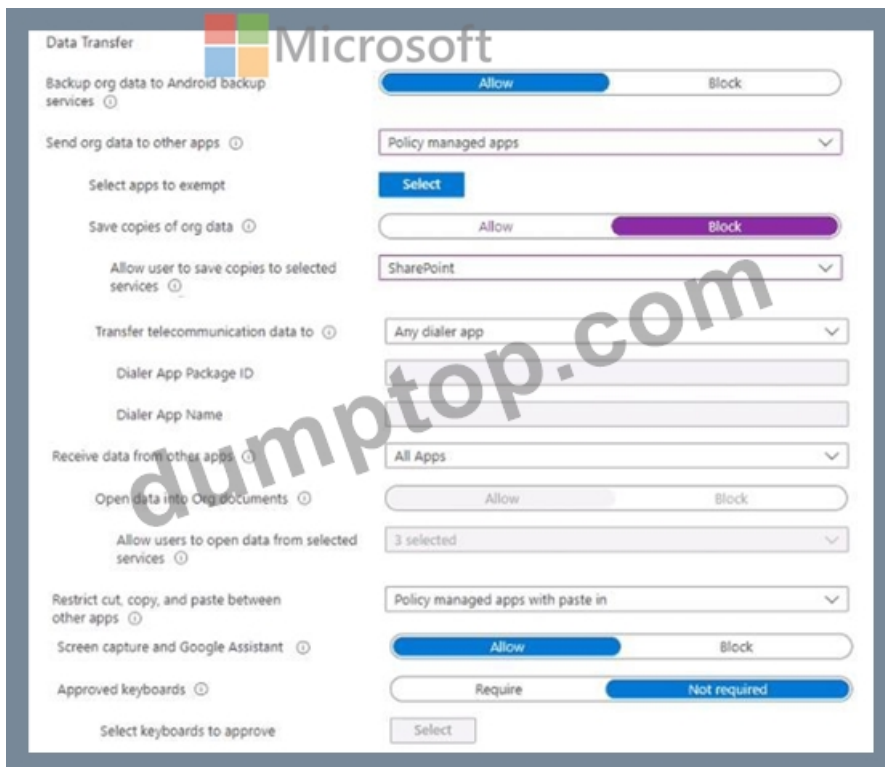 Microsoft
Data Transfer
Backup org data to Android backup
services
Allow Block
Send org data to other apps
Policy managed apps
Select apps to exempt
Select
Save copies of org data
Allow Block
Allow user to save copies to selected
services
SharePoint
Transfer telecommunication data to
Any dialer app
Dialer App Package ID
Dialer App Name
Receive data from other apps
All Apps
Open data into Org documents
Allow Block
Allow users to open data from selected
services
3 selected
Restrict cut, copy, and paste between
other apps
Policy managed apps with paste in
Screen capture and Google Assistant
Allow Block
Approved keyboards
Require Not required
Select keyboards to approve
Select
dumptop.com